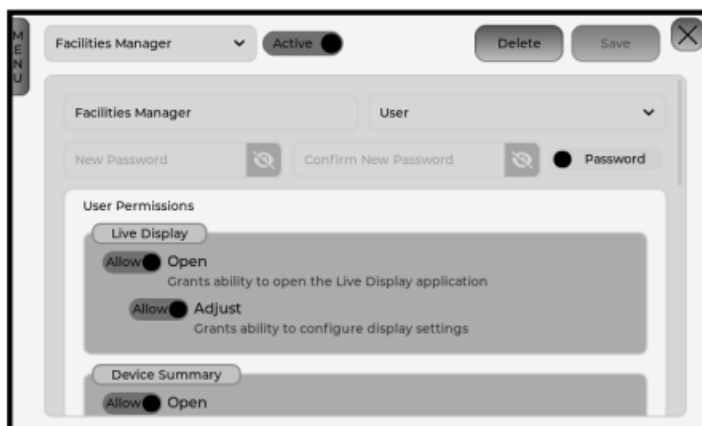 MENU
Facilities Manager Active Delete Save
Facilities Manager User
New Password Confirm New Password Password
User Permissions
Live Display
Allow Open
Grants ability to open the Live Display application
Allow Adjust
Grants ability to configure display settings
Device Summary
Allow Open